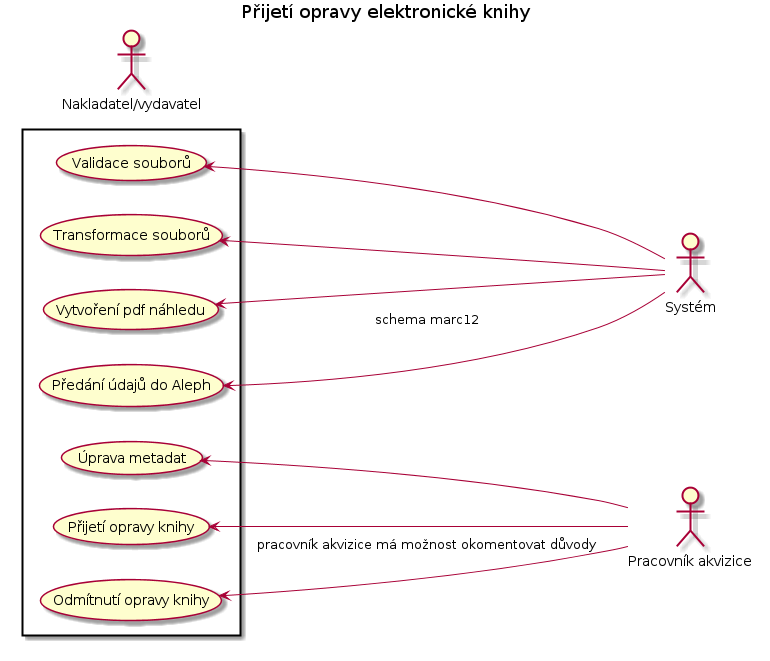 Přijetí opravy elektronické knihy
Nakladatel/vydavatel
Validace souborů
Transformace souborů
Vytvoření pdf náhledu
Předání údajů do Aleph
Úprava metadat
Přijetí opravy knihy
Odmítnutí opravy knihy
schema marc12
pracovník akvizice má možnost okomentovat důvody
Systém
Pracovník akvizice